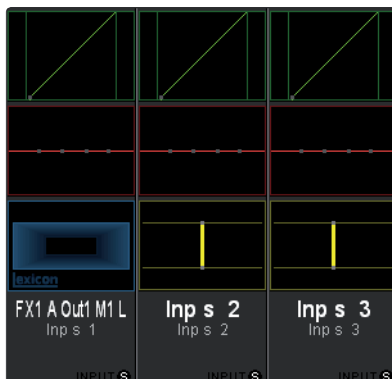 lexicon
FX1 A Out1 M1 L Inp s 2 Inp s 3
Inp s 1 Inp s 2 Inp s 3
INPUT S INPUT S INPUT S